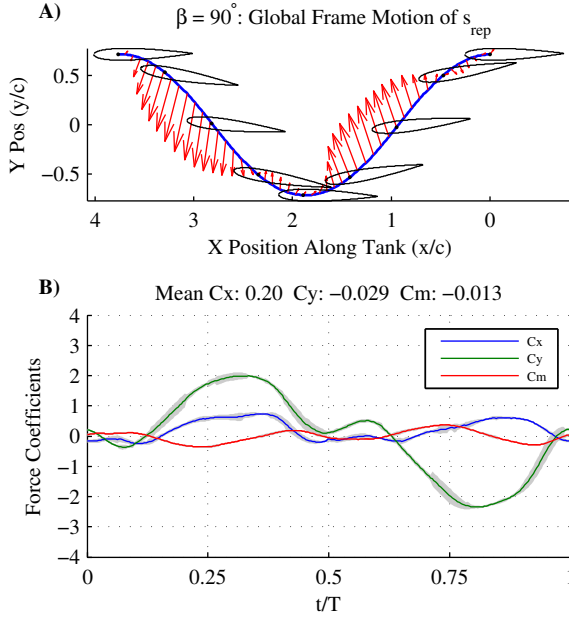 A)
β = 90°: Global Frame Motion of s_rep
Y Pos (y/c)
0.5
0
−0.5
4 3 2 1 0
X Position Along Tank (x/c)
B)
Mean Cx: 0.20 Cy: −0.029 Cm: −0.013
Force Coefficients
4
3
2
1
0
−1
−2
−3
−4
Cx
Cy
Cm
0 0.25 0.5 0.75 1
t/T